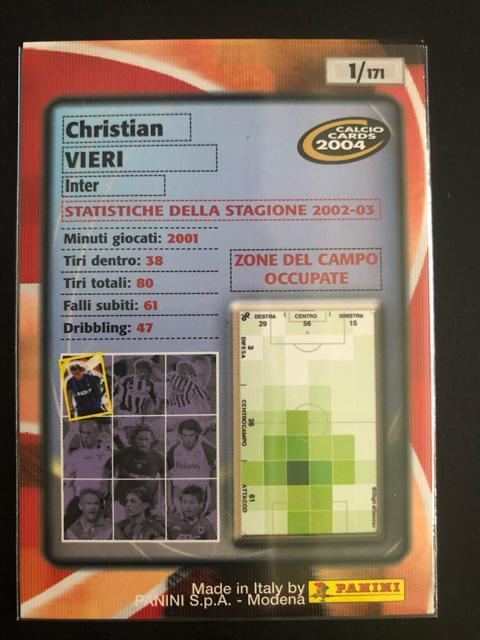 1/171
CALCIO
CARDS
2004
Christian
VIERI
Inter
STATISTICHE DELLA STAGIONE 2002-03
Minuti giocati: 2001
Tiri dentro: 38
Tiri totali: 80
Falli subiti: 61
Dribbling: 47
ZONE DEL CAMPO
OCCUPATE
% DESTRA CENTRO SINISTRA
29 56 15
DIFESA 3
CENTROCAMPO 36
ATTACCO 61
Made in Italy by
PANINI S.p.A. - Modena
PANINI